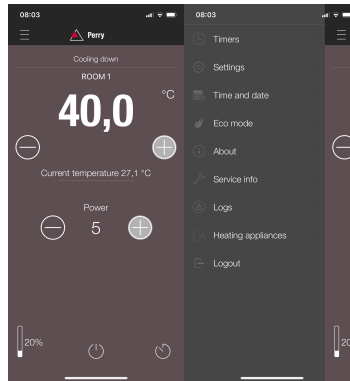 08:03
Perry
Cooling down
ROOM 1
40,0 °C
Current temperature 27,1 °C
Power
5
20%
08:03
Timers
Settings
Time and date
Eco mode
About
Service info
Logs
Heating appliances
Logout
20